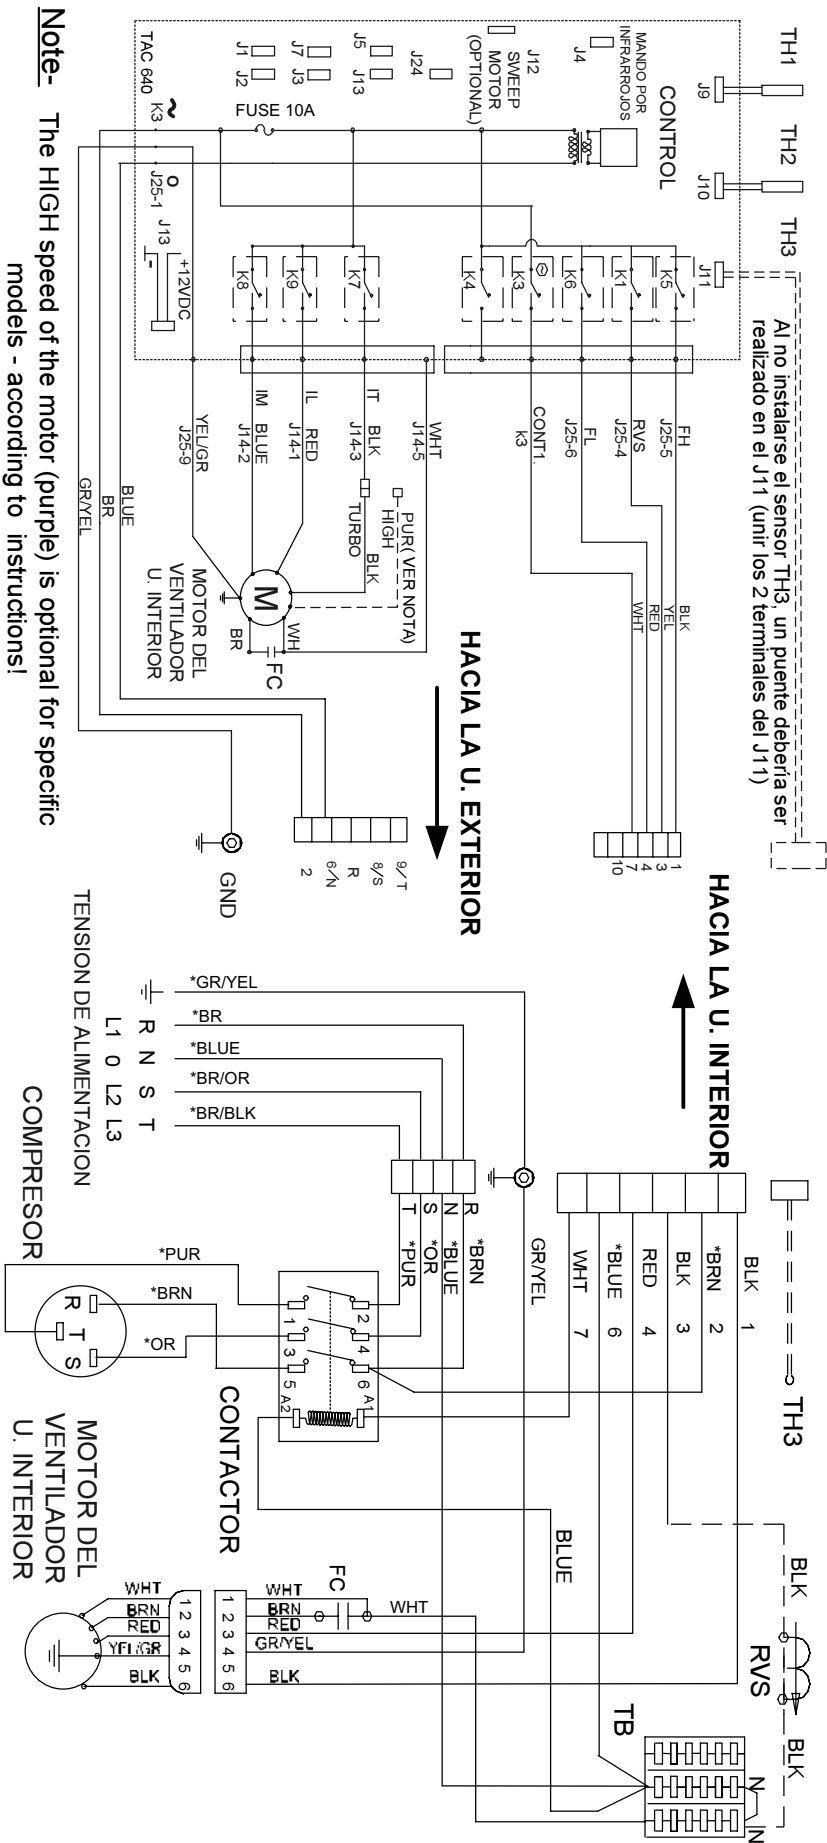 TH1
TH2
TH3
J9
J10
J11
CONTROL
MANDO POR
INFRARROJOS
J4
J12
SWEEP
MOTOR
(OPTIONAL)
J24
J5
J13
J7
J3
J1
J2
TAC 640
FUSE 10A
K3
J25-1
J13
+12VDC
-
K5
K1
K6
K3
K4
K7
K9
K8
Al no instalarse el sensor TH3, un puente debería ser
realizado en el J11 (unir los 2 terminales del J11)
FH
J25-5
RVS
J25-4
FL
J25-6
CONT1.
k3
WHT
J14-5
IT BLK
J14-3
IL RED
J14-1
IM BLUE
J14-2
YEL/GR
J25-9
BLK
YEL
RED
WHT
PUR( VER NOTA)
HIGH
TURBO
BLK
M
WH
BR
FC
MOTOR DEL
VENTILADOR
U. INTERIOR
BLUE
BR
GR/YEL
HACIA LA U. EXTERIOR
1
3
4
7
10
9/T
8/S
R
6/N
2
GND
Note- The HIGH speed of the motor (purple) is optional for specific
models - according to instructions!
HACIA LA U. INTERIOR
TENSION DE ALIMENTACION
R N S T
L1 0 L2 L3
*GR/YEL
*BR
*BLUE
*BR/OR
*BR/BLK
R
N
S
T
*BRN
*BLUE
*OR
*PUR
GR/YEL
BLK 1
*BRN 2
BLK 3
RED 4
*BLUE 6
WHT 7
TH3
COMPRESOR
*PUR
*BRN
*OR
R
T
S
2
4
6
1
3
5
A1
A2
CONTACTOR
BLUE
BLK
RVS
BLK
TB
N
N
FC
WHT
WHT
BRN
RED
GR/YEL
BLK
1 2 3 4 5 6
1 2 3 4 5 6
WHT
BRN
RED
YEL/GR
BLK
MOTOR DEL
VENTILADOR
U. INTERIOR